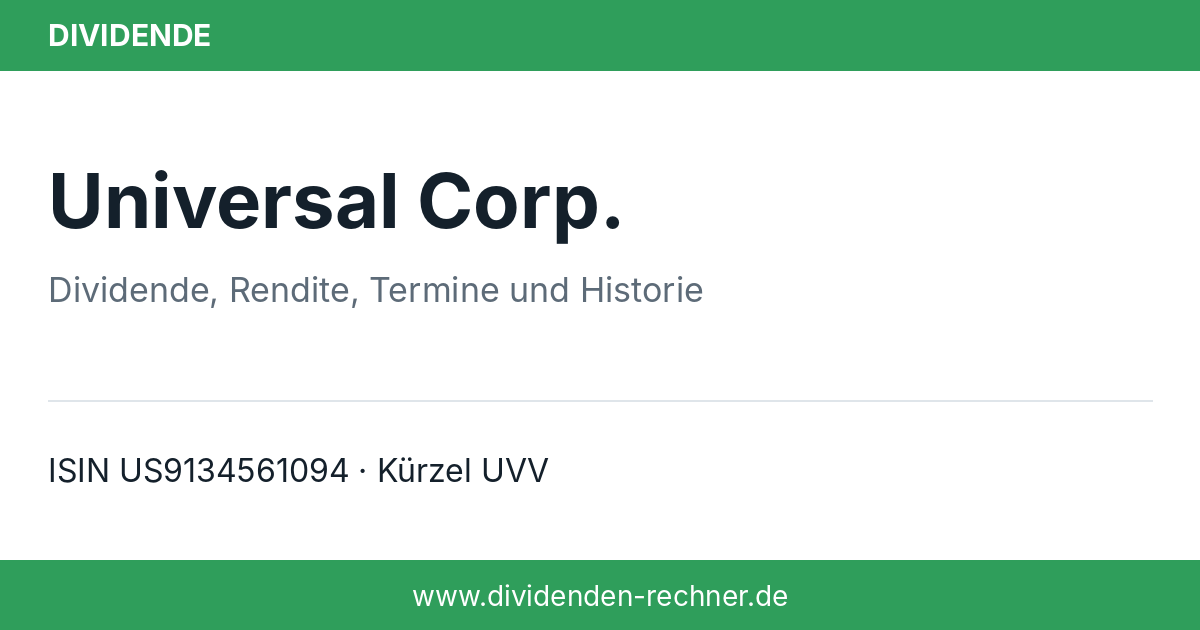 DIVIDENDE
Universal Corp.
Dividende, Rendite, Termine und Historie
ISIN US9134561094 · Kürzel UVV
www.dividenden-rechner.de